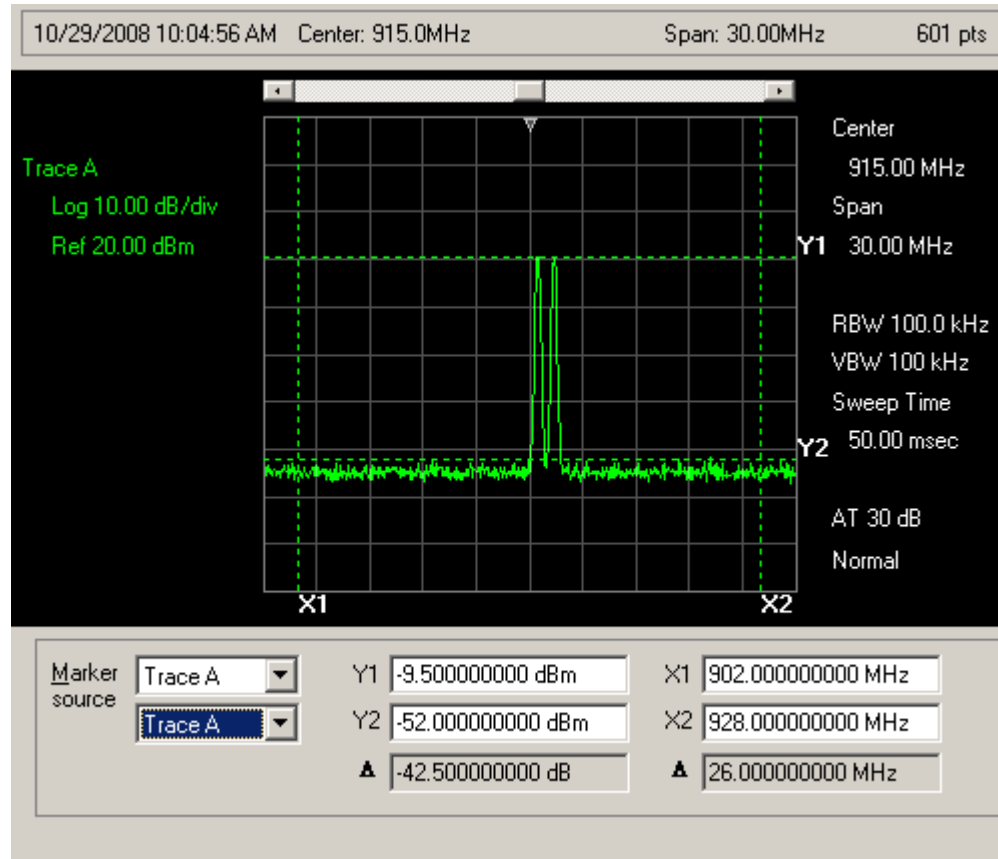 10/29/2008 10:04:56 AM Center: 915.0MHz Span: 30.00MHz 601 pts
Trace A
Log 10.00 dB/div
Ref 20.00 dBm
Center
915.00 MHz
Span
Y1 30.00 MHz
RBW 100.0 kHz
VBW 100 kHz
Sweep Time
Y2 50.00 msec
AT 30 dB
Normal
X1 X2
Marker source
Trace A
Trace A
Y1 -9.500000000 dBm
Y2 -52.000000000 dBm
Δ -42.500000000 dB
X1 902.000000000 MHz
X2 928.000000000 MHz
Δ 26.000000000 MHz